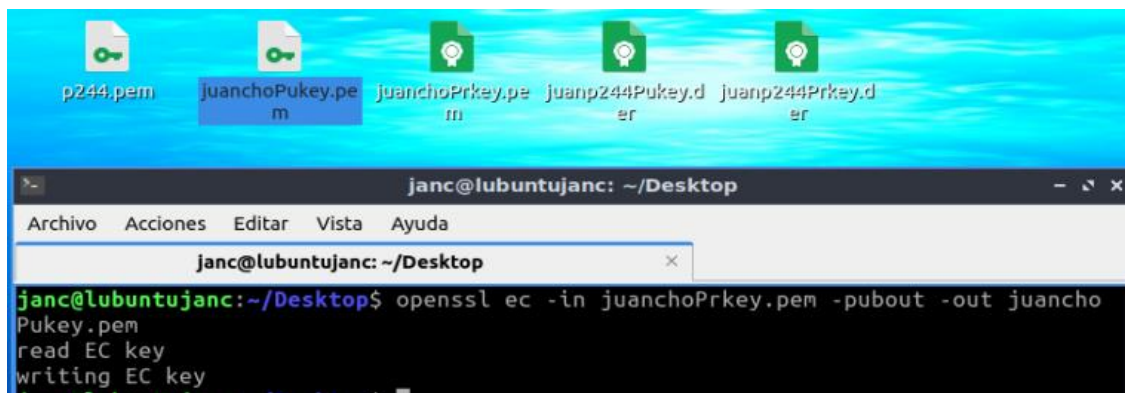 p244.pem
juanchoPukey.pe
m
juanchoPrkey.pe
m
juanp244Pukey.d
er
juanp244Prkey.d
er
janc@lubuntujanc: ~/Desktop
Archivo Acciones Editar Vista Ayuda
janc@lubuntujanc: ~/Desktop
janc@lubuntujanc:~/Desktop$ openssl ec -in juanchoPrkey.pem -pubout -out juancho
Pukey.pem
read EC key
writing EC key